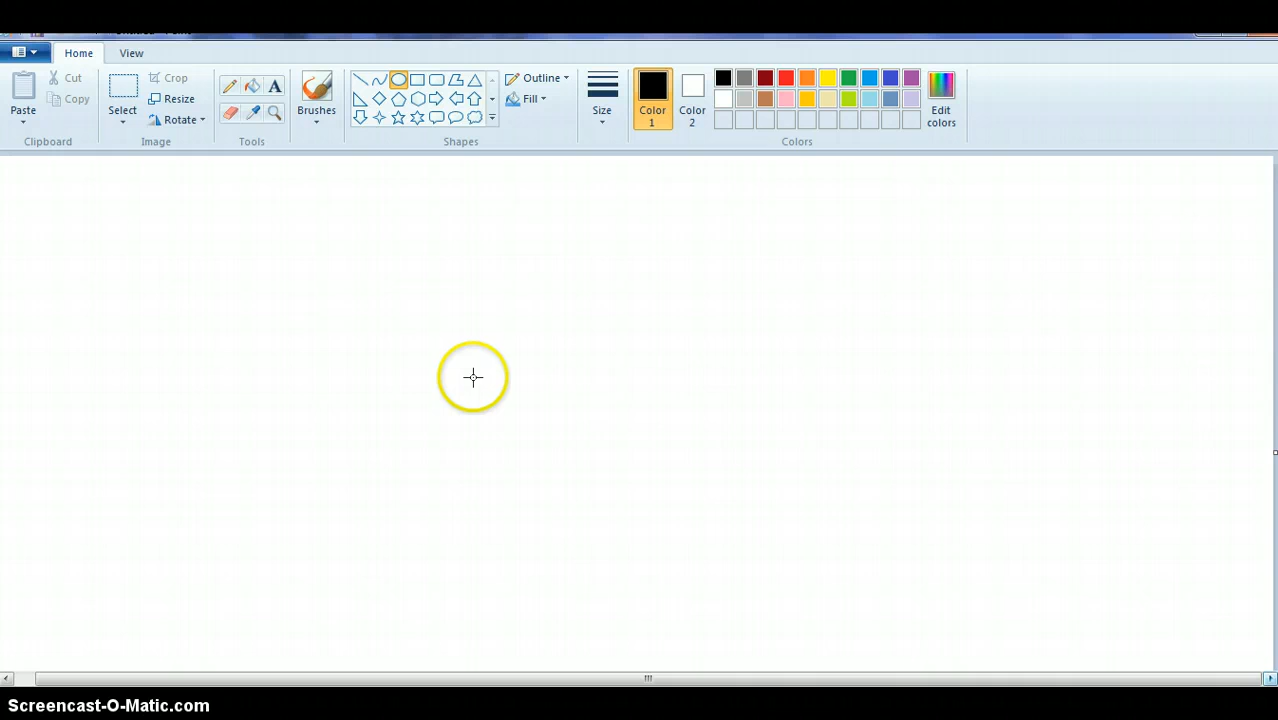 Home View
Paste
Cut
Copy
Clipboard
Select
Crop
Resize
Rotate
Image
A
Tools
Brushes
Outline
Fill
Shapes
Size
Color
1
Color
2
Edit
colors
Colors
Screencast-O-Matic.com